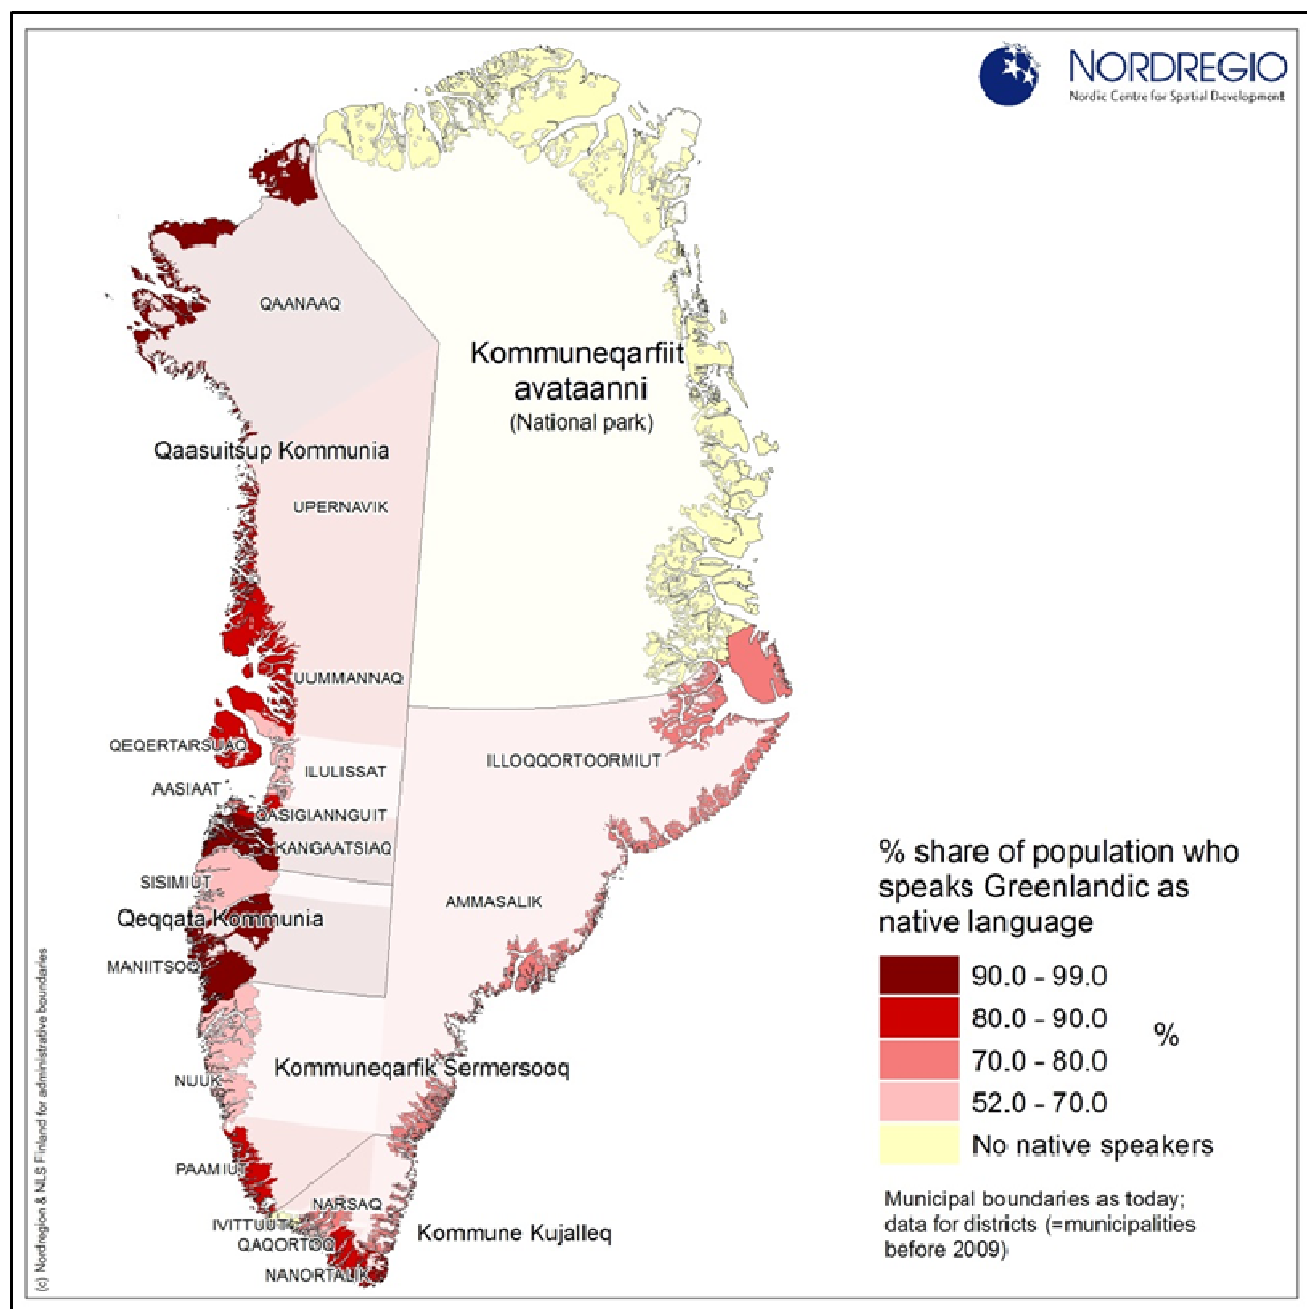 NORDREGIO
Nordic Centre for Spatial Development
QAANAAQ
Kommuneqarfiit
avataanni
(National park)
Qaasuitsup Kommunia
UPERNAVIK
UUMMANNAQ
QEQERTARSUAQ
ILLOQQORTOORMIUT
ILULISSAT
AASIAAT
QASIGIANNGUIT
KANGAATSIAQ
SISIMIUT
AMMASALIK
Qeqqata Kommunia
MANIITSOQ
Kommuneqarfik Sermersooq
NUUK
PAAMIUT
NARSAQ
IVITTUUT
Kommune Kujalleq
QAQORTOQ
NANORTALIK
% share of population who
speaks Greenlandic as
native language
90.0 - 99.0
80.0 - 90.0
%
70.0 - 80.0
52.0 - 70.0
No native speakers
Municipal boundaries as today;
data for districts (=municipalities
before 2009)
(c) Nordregion & NLS Finland for administrative boundaries